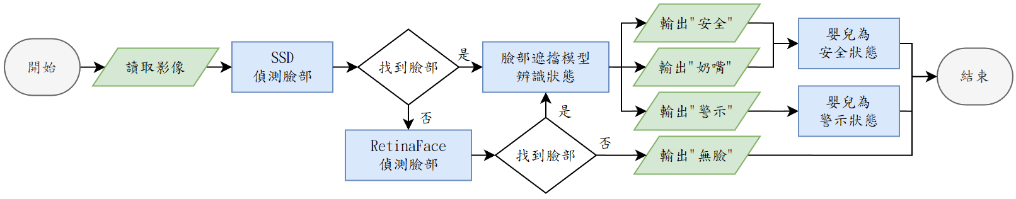 開始
讀取影像
SSD
偵測臉部
找到臉部
是
否
RetinaFace
偵測臉部
找到臉部
是
否
臉部遮擋模型
辨識狀態
輸出"安全"
輸出"奶嘴"
輸出"警示"
輸出"無臉"
嬰兒為
安全狀態
嬰兒為
警示狀態
結束